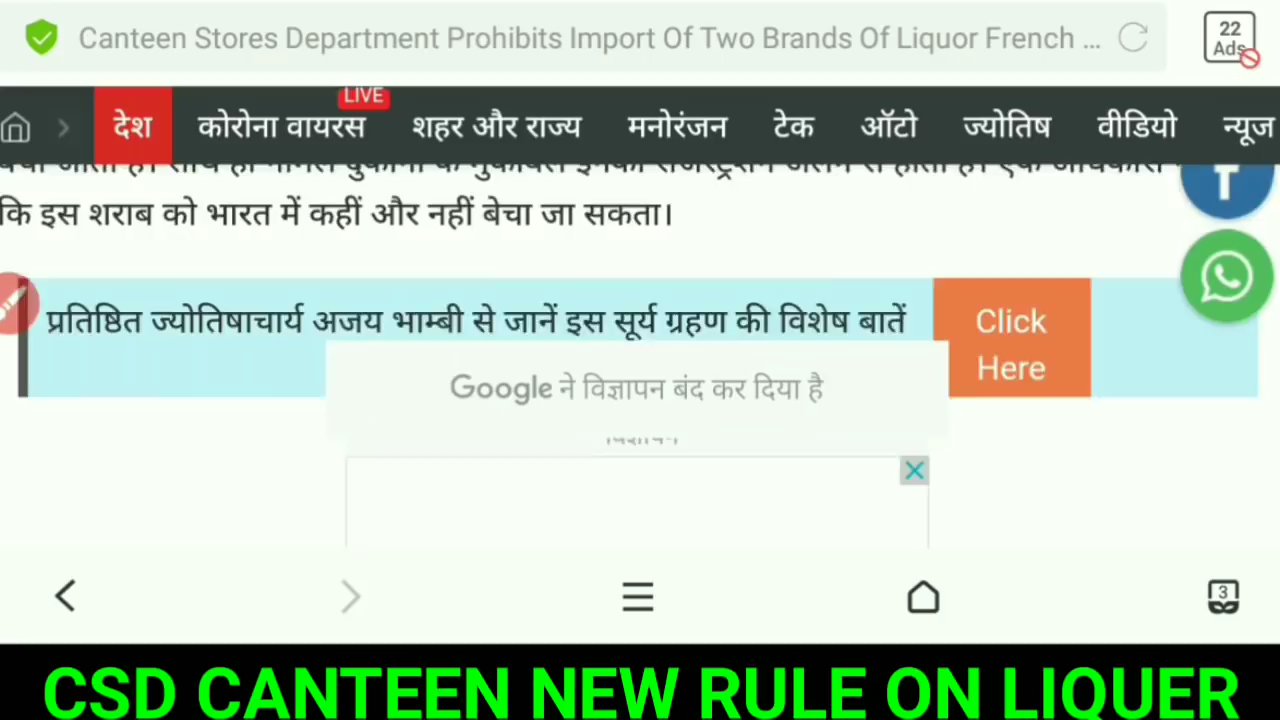 Canteen Stores Department Prohibits Import Of Two Brands Of Liquor French ...
22
Ads
LIVE
देश कोरोना वायरस शहर और राज्य मनोरंजन टेक ऑटो ज्योतिष वीडियो न्यूज
कि इस शराब को भारत में कहीं और नहीं बेचा जा सकता।
प्रतिष्ठित ज्योतिषाचार्य अजय भाम्बी से जानें इस सूर्य ग्रहण की विशेष बातें
Click
Here
Google ने विज्ञापन बंद कर दिया है
3
CSD CANTEEN NEW RULE ON LIQUER